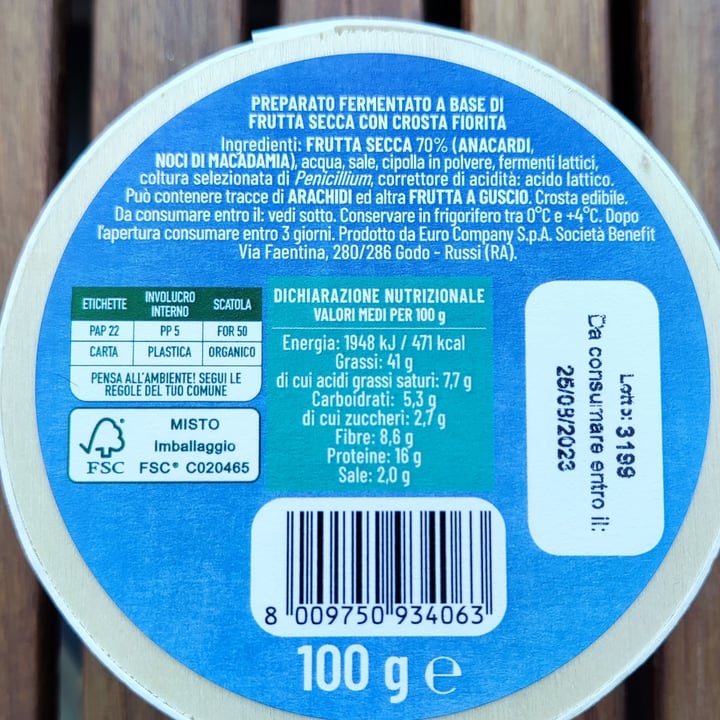 PREPARATO FERMENTATO A BASE DI
FRUTTA SECCA CON CROSTA FIORITA
Ingredienti: FRUTTA SECCA 70% (ANACARDI,
NOCI DI MACADAMIA), acqua, sale, cipolla in polvere, fermenti lattici,
coltura selezionata di Penicillium, correttore di acidità: acido lattico.
Può contenere tracce di ARACHIDI ed altra FRUTTA A GUSCIO. Crosta edibile.
Da consumare entro il: vedi sotto. Conservare in frigorifero tra 0°C e +4°C. Dopo
l'apertura consumare entro 3 giorni. Prodotto da Euro Company S.p.A. Società Benefit
Via Faentina, 280/286 Godo - Russi (RA).
ETICHETTE INVOLUCRO INTERNO SCATOLA
PAP 22 PP 5 FOR 50
CARTA PLASTICA ORGANICO
PENSA ALL'AMBIENTE! SEGUI LE
REGOLE DEL TUO COMUNE
FSC
MISTO
Imballaggio
FSC® C020465
DICHIARAZIONE NUTRIZIONALE
VALORI MEDI PER 100 g
Energia: 1948 kJ / 471 kcal
Grassi: 41 g
di cui acidi grassi saturi: 7,7 g
Carboidrati: 5,3 g
di cui zuccheri: 2,7 g
Fibre: 8,6 g
Proteine: 16 g
Sale: 2,0 g
Lotto: 3199
Da consumare entro il:
25/09/2023
8 009750 934063
100 g ℮